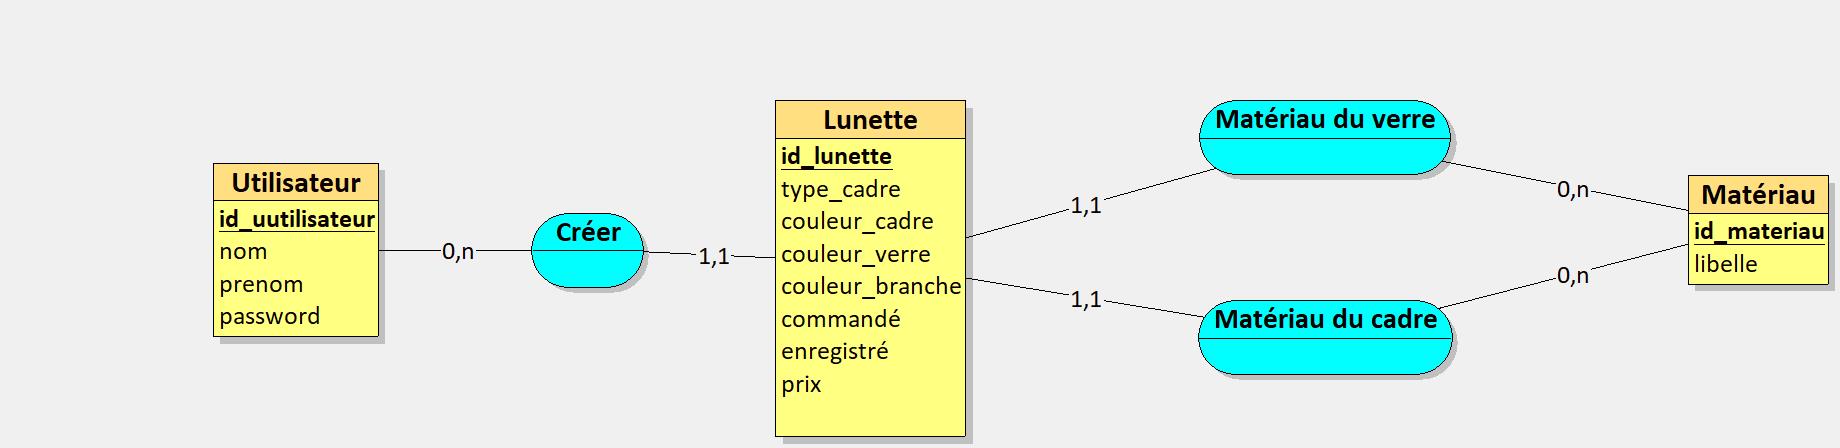 Utilisateur
id_uutilisateur
nom
prenom
password
0,n
Créer
1,1
Lunette
id_lunette
type_cadre
couleur_cadre
couleur_verre
couleur_branche
commandé
enregistré
prix
1,1
1,1
Matériau du verre
Matériau du cadre
0,n
0,n
Matériau
id_materiau
libelle